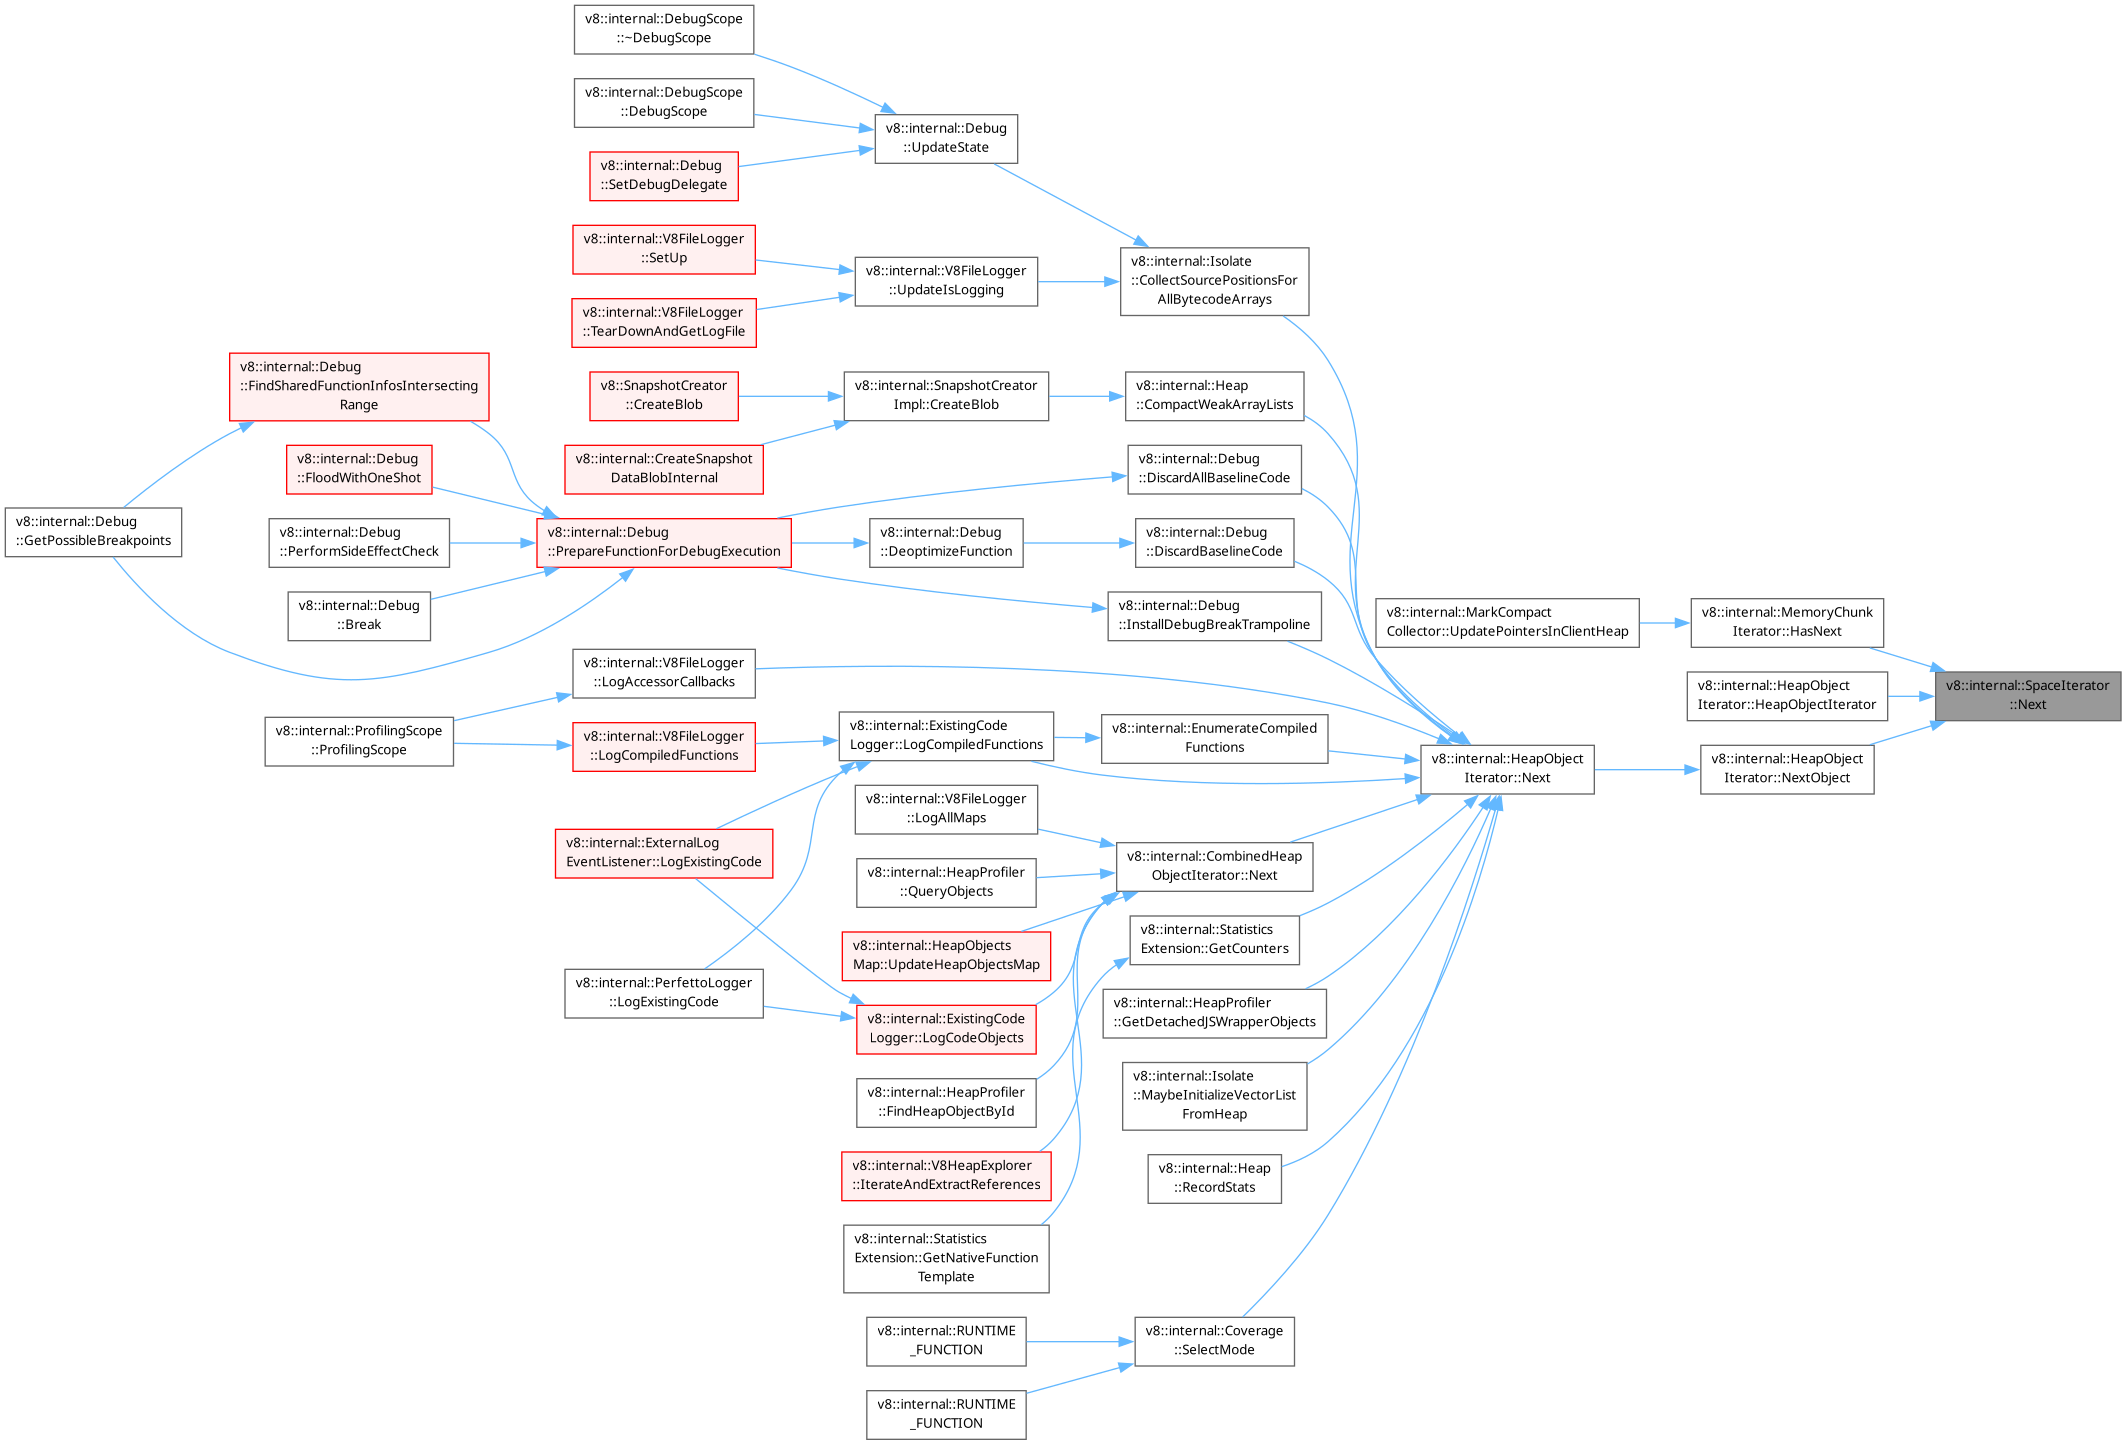 v8::internal::DebugScope
::~DebugScope
v8::internal::DebugScope
::DebugScope
v8::internal::Debug
::UpdateState
v8::internal::Debug
::SetDebugDelegate
v8::internal::V8FileLogger
::SetUp
v8::internal::Isolate
::CollectSourcePositionsFor
AllBytecodeArrays
v8::internal::V8FileLogger
::UpdateIsLogging
v8::internal::V8FileLogger
::TearDownAndGetLogFile
v8::internal::Debug
::FindSharedFunctionInfosIntersecting
Range
v8::SnapshotCreator
::CreateBlob
v8::internal::SnapshotCreator
Impl::CreateBlob
v8::internal::Heap
::CompactWeakArrayLists
v8::internal::Debug
::FloodWithOneShot
v8::internal::CreateSnapshot
DataBlobInternal
v8::internal::Debug
::DiscardAllBaselineCode
v8::internal::Debug
::GetPossibleBreakpoints
v8::internal::Debug
::PerformSideEffectCheck
v8::internal::Debug
::PrepareFunctionForDebugExecution
v8::internal::Debug
::DeoptimizeFunction
v8::internal::Debug
::DiscardBaselineCode
v8::internal::Debug
::Break
v8::internal::Debug
::InstallDebugBreakTrampoline
v8::internal::MarkCompact
Collector::UpdatePointersInClientHeap
v8::internal::MemoryChunk
Iterator::HasNext
v8::internal::V8FileLogger
::LogAccessorCallbacks
v8::internal::HeapObject
Iterator::HeapObjectIterator
v8::internal::SpaceIterator
::Next
v8::internal::ProfilingScope
::ProfilingScope
v8::internal::V8FileLogger
::LogCompiledFunctions
v8::internal::ExistingCode
Logger::LogCompiledFunctions
v8::internal::EnumerateCompiled
Functions
v8::internal::HeapObject
Iterator::Next
v8::internal::HeapObject
Iterator::NextObject
v8::internal::V8FileLogger
::LogAllMaps
v8::internal::ExternalLog
EventListener::LogExistingCode
v8::internal::HeapProfiler
::QueryObjects
v8::internal::CombinedHeap
ObjectIterator::Next
v8::internal::HeapObjects
Map::UpdateHeapObjectsMap
v8::internal::Statistics
Extension::GetCounters
v8::internal::PerfettoLogger
::LogExistingCode
v8::internal::ExistingCode
Logger::LogCodeObjects
v8::internal::HeapProfiler
::GetDetachedJSWrapperObjects
v8::internal::HeapProfiler
::FindHeapObjectById
v8::internal::Isolate
::MaybeInitializeVectorList
FromHeap
v8::internal::V8HeapExplorer
::IterateAndExtractReferences
v8::internal::Heap
::RecordStats
v8::internal::Statistics
Extension::GetNativeFunction
Template
v8::internal::RUNTIME
_FUNCTION
v8::internal::Coverage
::SelectMode
v8::internal::RUNTIME
_FUNCTION